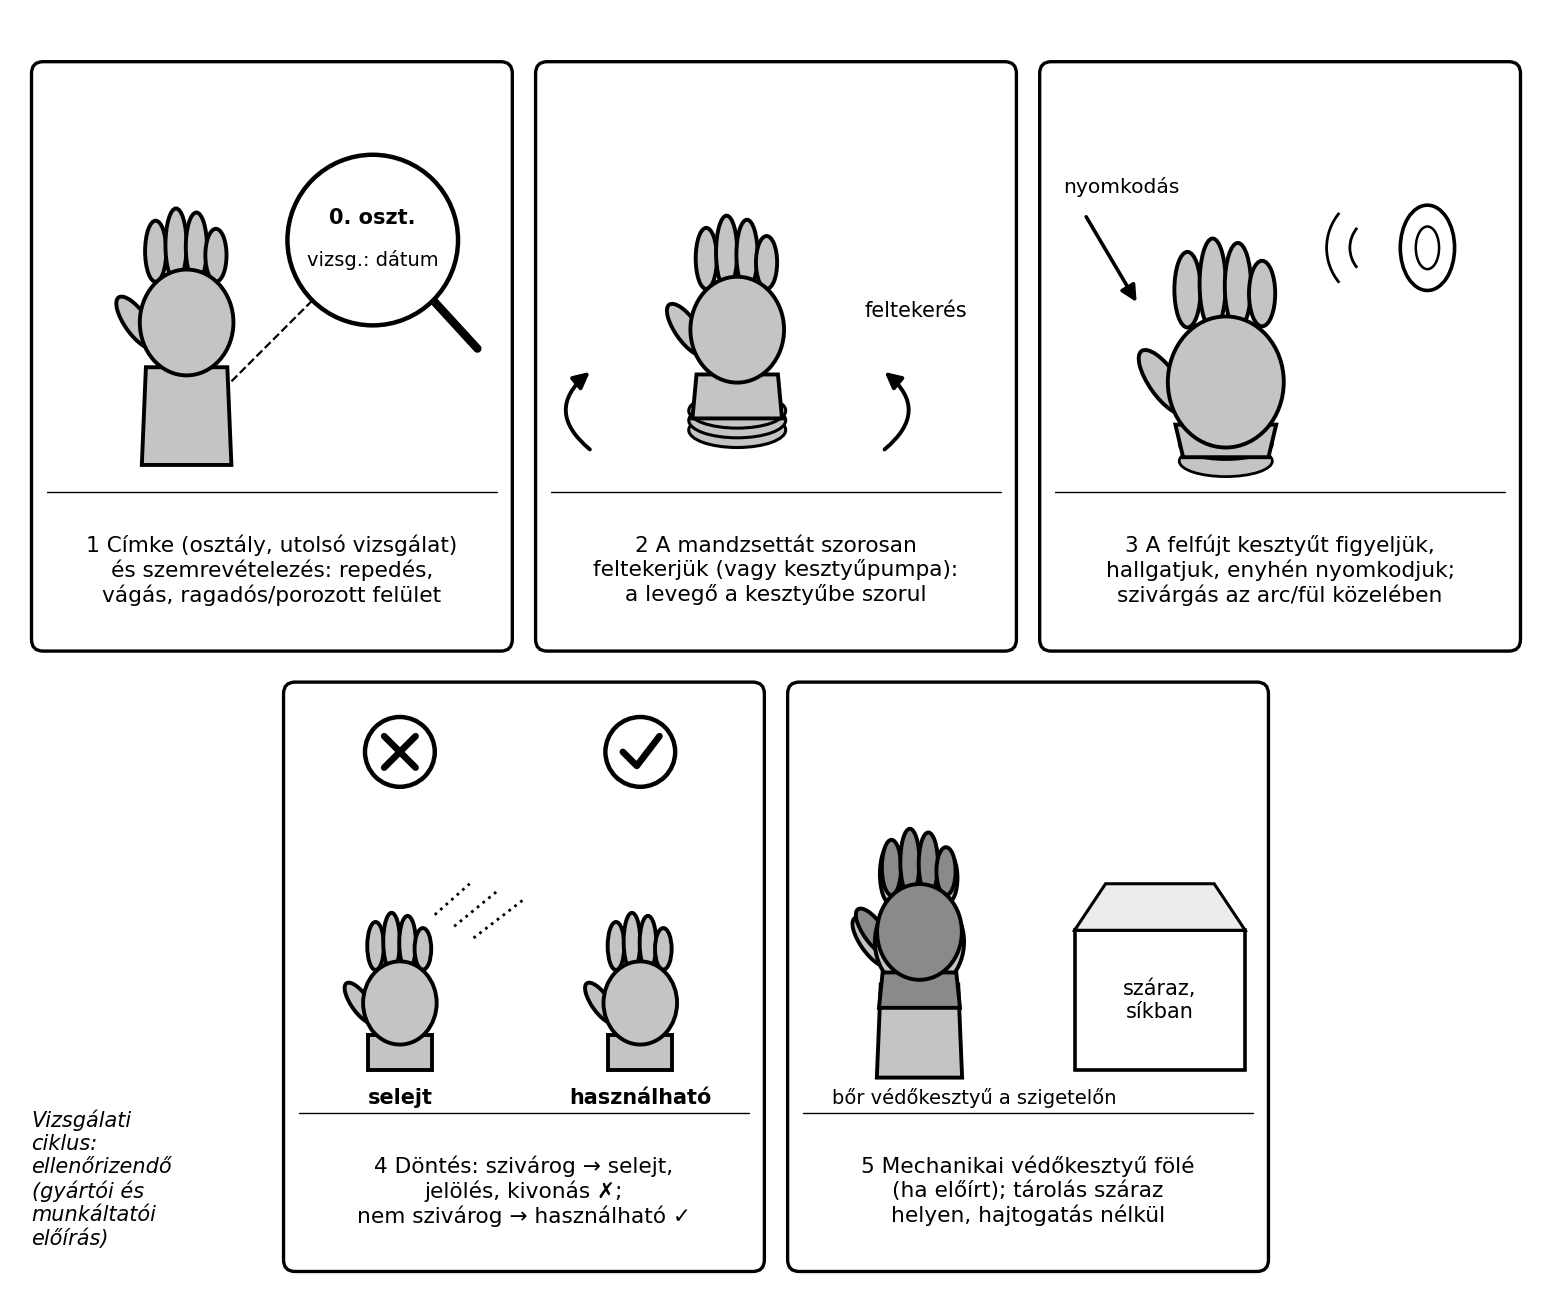 0. oszt.
vizsg.: dátum
1 Címke (osztály, utolsó vizsgálat)
és szemrevételezés: repedés,
vágás, ragadós/porozott felület
feltekerés
2 A mandzsettát szorosan
feltekerjük (vagy kesztyűpumpa):
a levegő a kesztyűbe szorul
nyomkodás
3 A felfújt kesztyűt figyeljük,
hallgatjuk, enyhén nyomkodjuk;
szivárgás az arc/fül közelében
selejt
használható
4 Döntés: szivárog → selejt,
jelölés, kivonás ✗;
nem szivárog → használható ✓
száraz,
síkban
bőr védőkesztyű a szigetelőn
5 Mechanikai védőkesztyű fölé
(ha előírt); tárolás száraz
helyen, hajtogatás nélkül
Vizsgálati
ciklus:
ellenőrizendő
(gyártói és
munkáltatói
előírás)